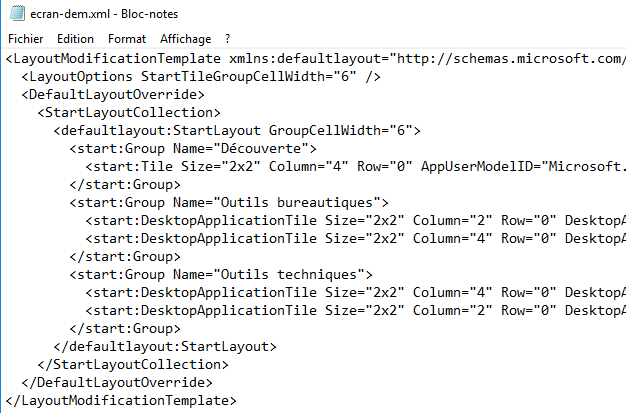 ecran-dem.xml - Bloc-notes
Fichier Edition Format Affichage ?
<LayoutModificationTemplate xmlns:defaultlayout="http://schemas.microsoft.com/
  <LayoutOptions StartTileGroupCellWidth="6" />
  <DefaultLayoutOverride>
    <StartLayoutCollection>
      <defaultlayout:StartLayout GroupCellWidth="6">
        <start:Group Name="Découverte">
          <start:Tile Size="2x2" Column="4" Row="0" AppUserModelID="Microsoft.
        </start:Group>
        <start:Group Name="Outils bureautiques">
          <start:DesktopApplicationTile Size="2x2" Column="2" Row="0" DesktopA
          <start:DesktopApplicationTile Size="2x2" Column="4" Row="0" DesktopA
        </start:Group>
        <start:Group Name="Outils techniques">
          <start:DesktopApplicationTile Size="2x2" Column="4" Row="0" DesktopA
          <start:DesktopApplicationTile Size="2x2" Column="2" Row="0" DesktopA
        </start:Group>
      </defaultlayout:StartLayout>
    </StartLayoutCollection>
  </DefaultLayoutOverride>
</LayoutModificationTemplate>